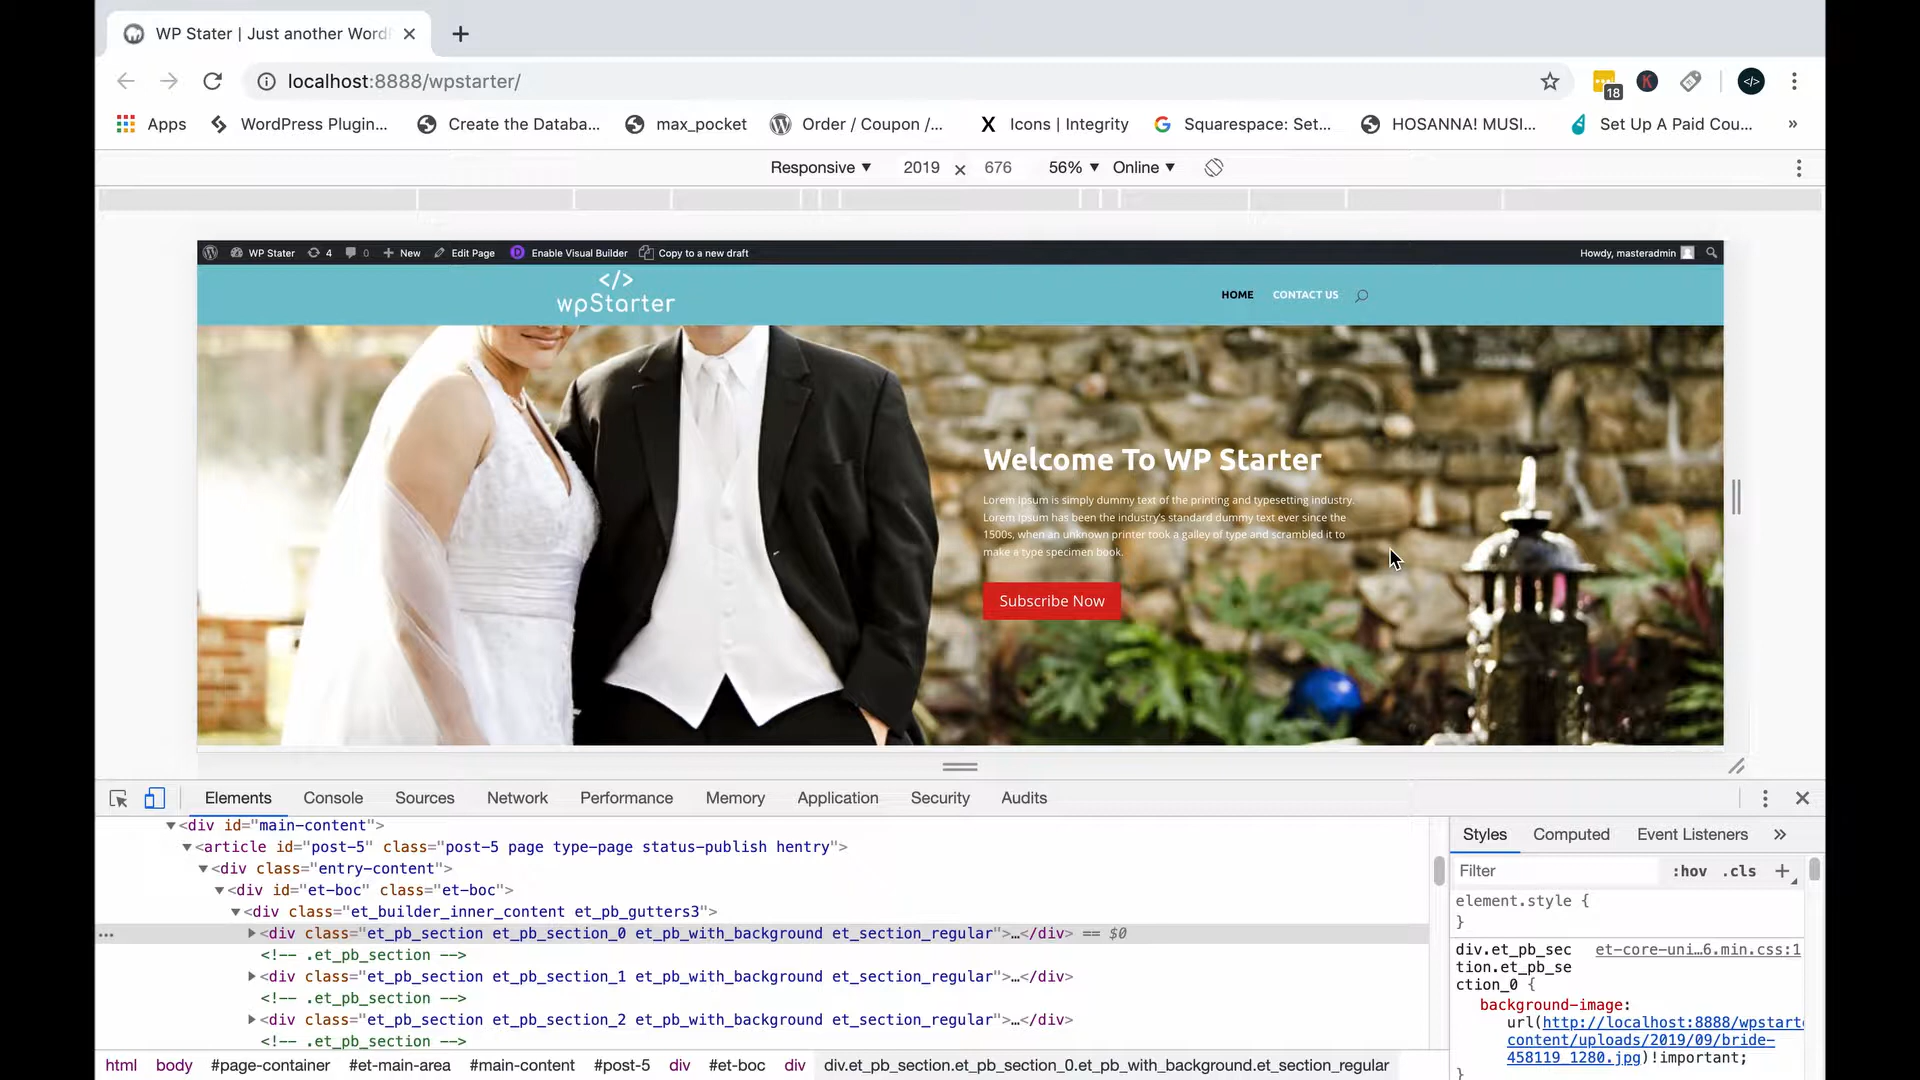 WP Stater | Just another Word
localhost:8888/wpstarter/
18
Apps WordPress Plugin... Create the Databa... max_pocket Order / Coupon /... Icons | Integrity Squarespace: Set... HOSANNA! MUSI... Set Up A Paid Cou... »
Responsive ▼ 2019 × 676 56% ▼ Online ▼
WP Stater 4 0 New Edit Page Enable Visual Builder Copy to a new draft Howdy, masteradmin
</>
wpStarter
HOME CONTACT US
Welcome To WP Starter
Lorem Ipsum is simply dummy text of the printing and typesetting industry.
Lorem Ipsum has been the industry's standard dummy text ever since the
1500s, when an unknown printer took a galley of type and scrambled it to
make a type specimen book.
Subscribe Now
Elements Console Sources Network Performance Memory Application Security Audits
▼<div id="main-content">
▼<article id="post-5" class="post-5 page type-page status-publish hentry">
▼<div class="entry-content">
▼<div id="et-boc" class="et-boc">
▼<div class="et_builder_inner_content et_pb_gutters3">
... ▶<div class="et_pb_section et_pb_section_0 et_pb_with_background et_section_regular">…</div> == $0
<!-- .et_pb_section -->
▶<div class="et_pb_section et_pb_section_1 et_pb_with_background et_section_regular">…</div>
<!-- .et_pb_section -->
▶<div class="et_pb_section et_pb_section_2 et_pb_with_background et_section_regular">…</div>
<!-- .et_pb_section -->
html body #page-container #et-main-area #main-content #post-5 div #et-boc div div.et_pb_section.et_pb_section_0.et_pb_with_background.et_section_regular
Styles Computed Event Listeners »
Filter :hov .cls +
element.style {
}
div.et_pb_sec et-core-uni…6.min.css:1
tion.et_pb_se
ction_0 {
background-image:
url(http://localhost:8888/wpstarte
content/uploads/2019/09/bride-
458119_1280.jpg)!important;
}